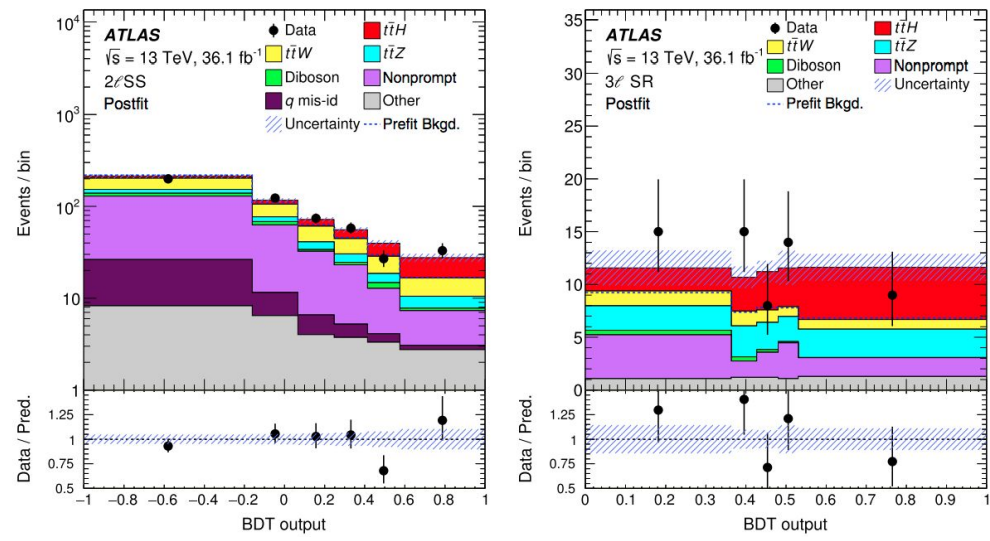 ATLAS
√s = 13 TeV, 36.1 fb⁻¹
2ℓSS
Postfit
Data
tt̄H
tt̄W
tt̄Z
Diboson
Nonprompt
q mis-id
Other
Uncertainty
Prefit Bkgd.
Events / bin
10⁴
10³
10²
10
1
Data / Pred.
1.25
1
0.75
0.5
−1 −0.8 −0.6 −0.4 −0.2 0 0.2 0.4 0.6 0.8 1
BDT output
ATLAS
√s = 13 TeV, 36.1 fb⁻¹
3ℓ SR
Postfit
Data
tt̄H
tt̄W
tt̄Z
Diboson
Nonprompt
Other
Uncertainty
Prefit Bkgd.
Events / bin
35
30
25
20
15
10
5
0
Data / Pred.
1.25
1
0.75
0.5
0 0.1 0.2 0.3 0.4 0.5 0.6 0.7 0.8 0.9 1
BDT output